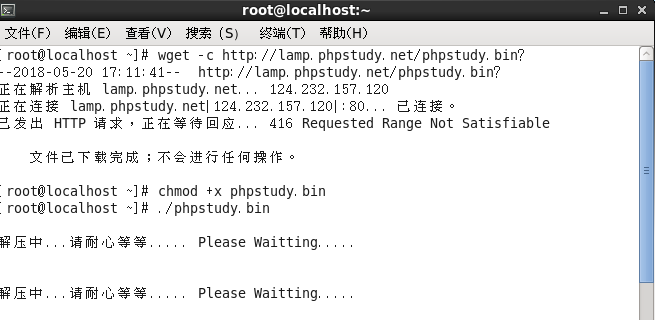 root@localhost:~
文件(F) 编辑(E) 查看(V) 搜索 (S) 终端(T) 帮助(H)
[root@localhost ~]# wget -c http://lamp.phpstudy.net/phpstudy.bin?
--2018-05-20 17:11:41-- http://lamp.phpstudy.net/phpstudy.bin?
正在解析主机 lamp.phpstudy.net... 124.232.157.120
正在连接 lamp.phpstudy.net|124.232.157.120|:80... 已连接。
已发出 HTTP 请求，正在等待回应... 416 Requested Range Not Satisfiable
文件已下载完成；不会进行任何操作。
[root@localhost ~]# chmod +x phpstudy.bin
[root@localhost ~]# ./phpstudy.bin
解压中...请耐心等等..... Please Waitting.....
解压中...请耐心等等..... Please Waitting.....